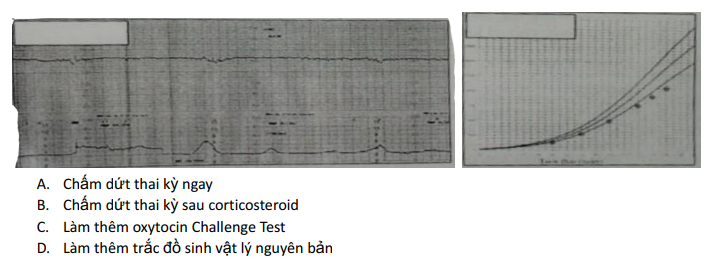 A. Chấm dứt thai kỳ ngay
B. Chấm dứt thai kỳ sau corticosteroid
C. Làm thêm oxytocin Challenge Test
D. Làm thêm trắc đồ sinh vật lý nguyên bản